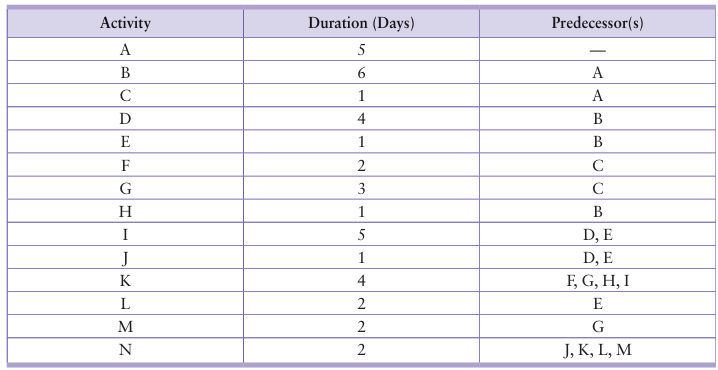 Activity Duration (Days) Predecessor(s)
A 5 —
B 6 A
C 1 A
D 4 B
E 1 B
F 2 C
G 3 C
H 1 B
I 5 D, E
J 1 D, E
K 4 F, G, H, I
L 2 E
M 2 G
N 2 J, K, L, M